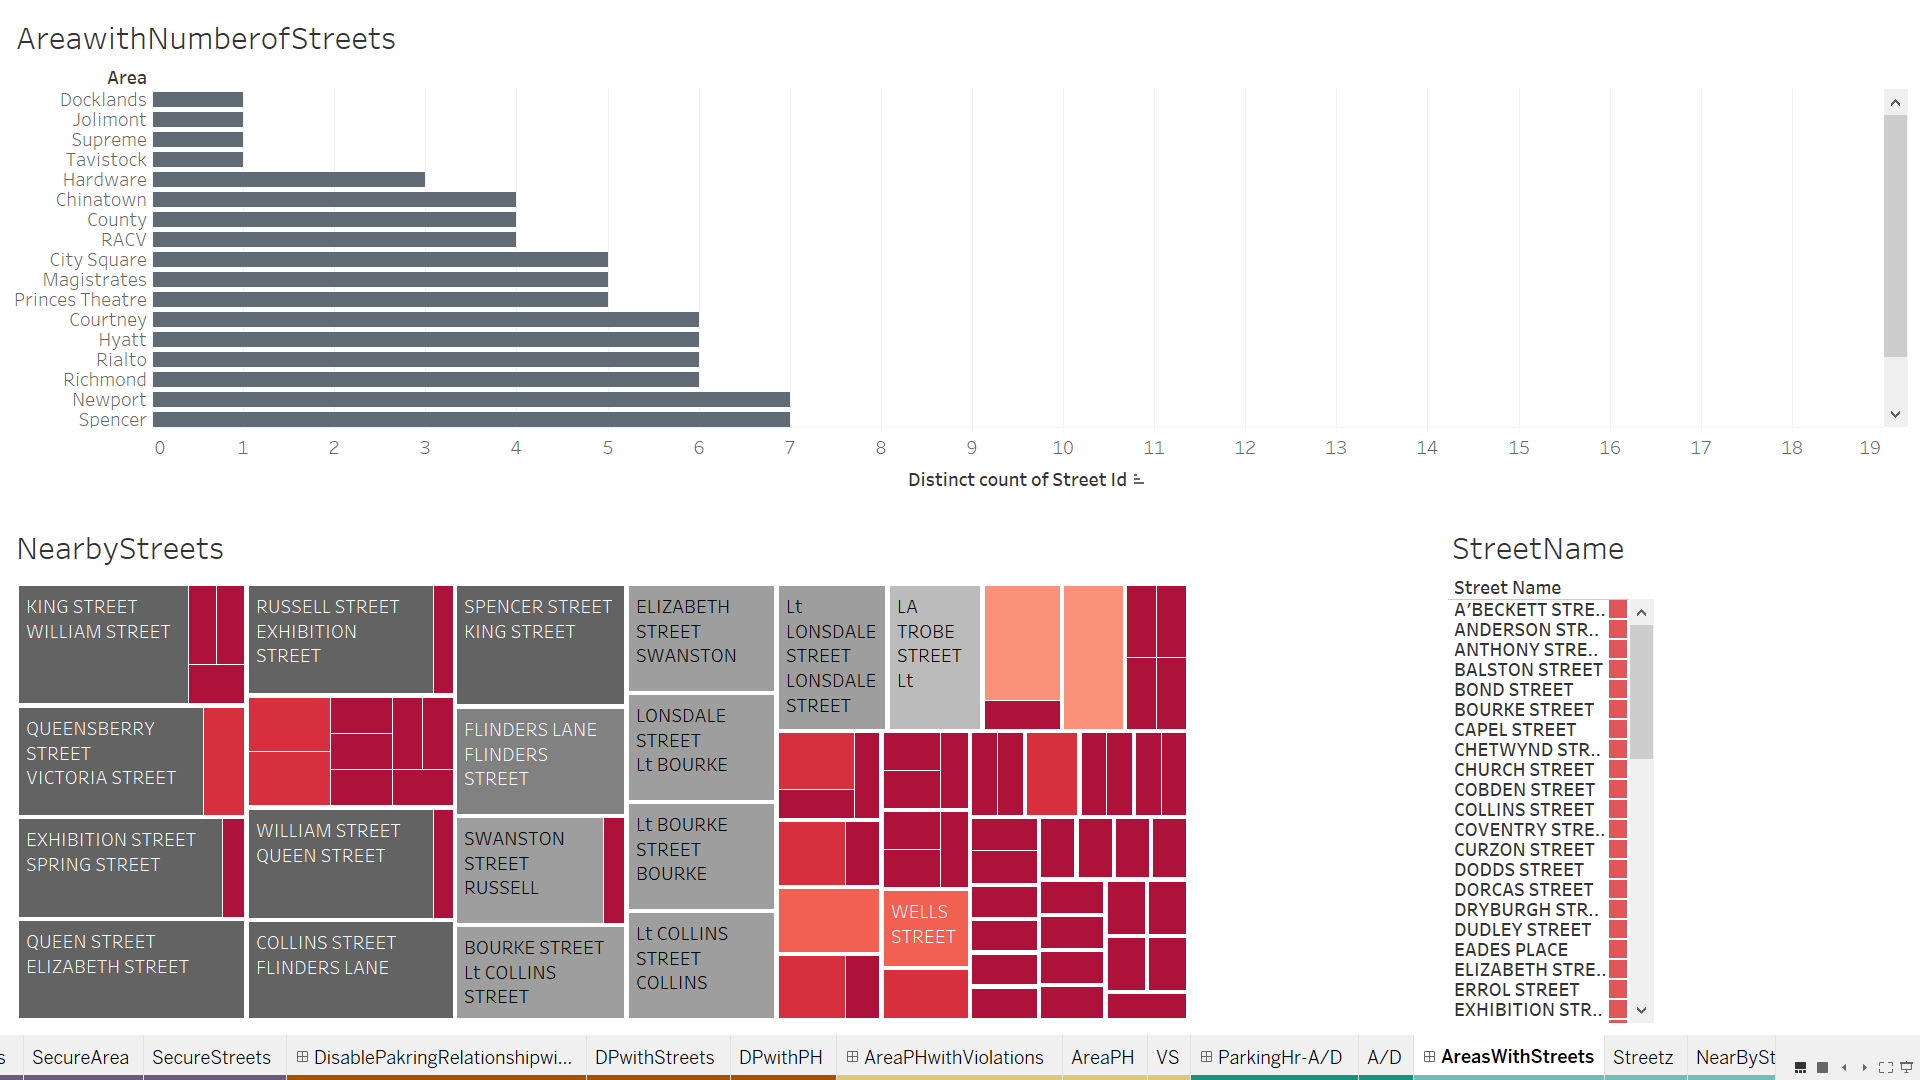 AreawithNumberofStreets
Area
Docklands
Jolimont
Supreme
Tavistock
Hardware
Chinatown
County
RACV
City Square
Magistrates
Princes Theatre
Courtney
Hyatt
Rialto
Richmond
Newport
Spencer
0 1 2 3 4 5 6 7 8 9 10 11 12 13 14 15 16 17 18 19
Distinct count of Street Id
NearbyStreets
KING STREET
WILLIAM STREET
QUEENSBERRY
STREET
VICTORIA STREET
EXHIBITION STREET
SPRING STREET
QUEEN STREET
ELIZABETH STREET
RUSSELL STREET
EXHIBITION
STREET
WILLIAM STREET
QUEEN STREET
COLLINS STREET
FLINDERS LANE
SPENCER STREET
KING STREET
FLINDERS LANE
FLINDERS
STREET
SWANSTON
STREET
RUSSELL
BOURKE STREET
Lt COLLINS
STREET
ELIZABETH
STREET
SWANSTON
LONSDALE
STREET
Lt BOURKE
Lt BOURKE
STREET
BOURKE
Lt COLLINS
STREET
COLLINS
Lt
LONSDALE
STREET
LONSDALE
STREET
LA
TROBE
STREET
Lt
WELLS
STREET
StreetName
Street Name
A'BECKETT STRE..
ANDERSON STR..
ANTHONY STRE..
BALSTON STREET
BOND STREET
BOURKE STREET
CAPEL STREET
CHETWYND STR..
CHURCH STREET
COBDEN STREET
COLLINS STREET
COVENTRY STRE..
CURZON STREET
DODDS STREET
DORCAS STREET
DRYBURGH STR..
DUDLEY STREET
EADES PLACE
ELIZABETH STRE..
ERROL STREET
EXHIBITION STR..
s SecureArea SecureStreets DisablePakringRelationshipwi... DPwithStreets DPwithPH AreaPHwithViolations AreaPH VS ParkingHr-A/D A/D AreasWithStreets Streetz NearBySt